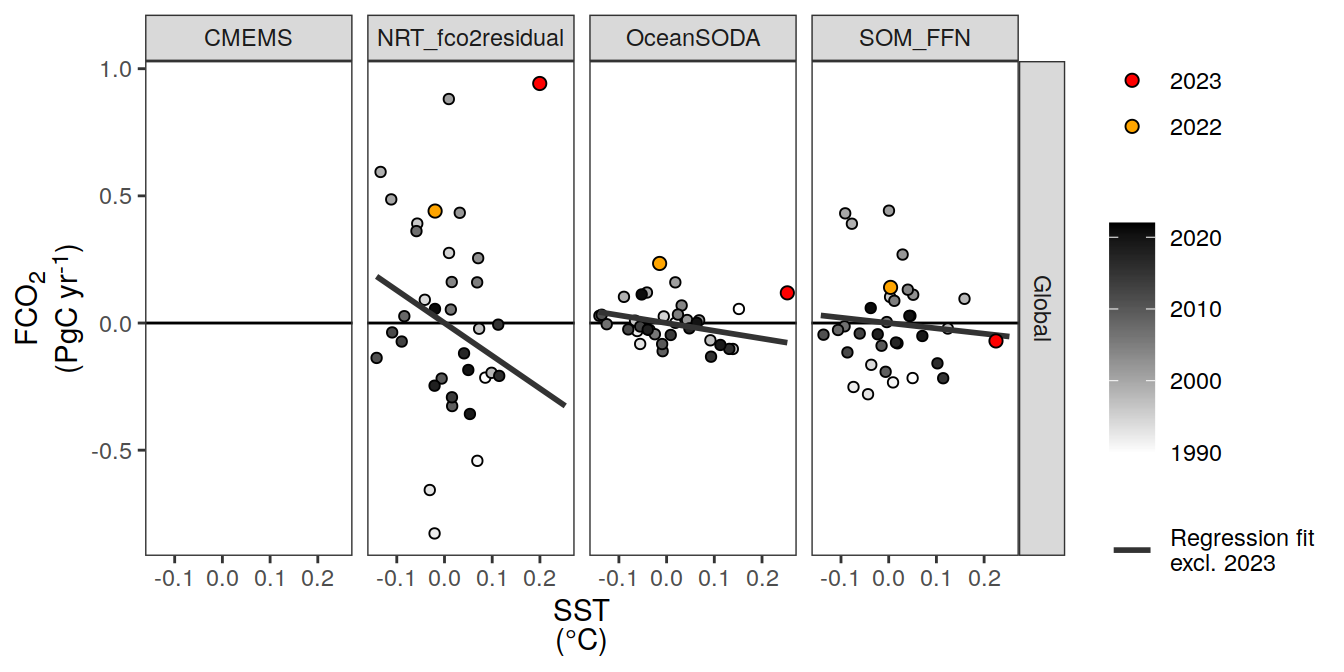 CMEMS NRT_fco2residual OceanSODA SOM_FFN
1.0
0.5
0.0
-0.5
FCO₂
(PgC yr⁻¹)
-0.1 0.0 0.1 0.2 -0.1 0.0 0.1 0.2 -0.1 0.0 0.1 0.2 -0.1 0.0 0.1 0.2
SST
(°C)
Global
2023
2022
2020
2010
2000
1990
Regression fit
excl. 2023